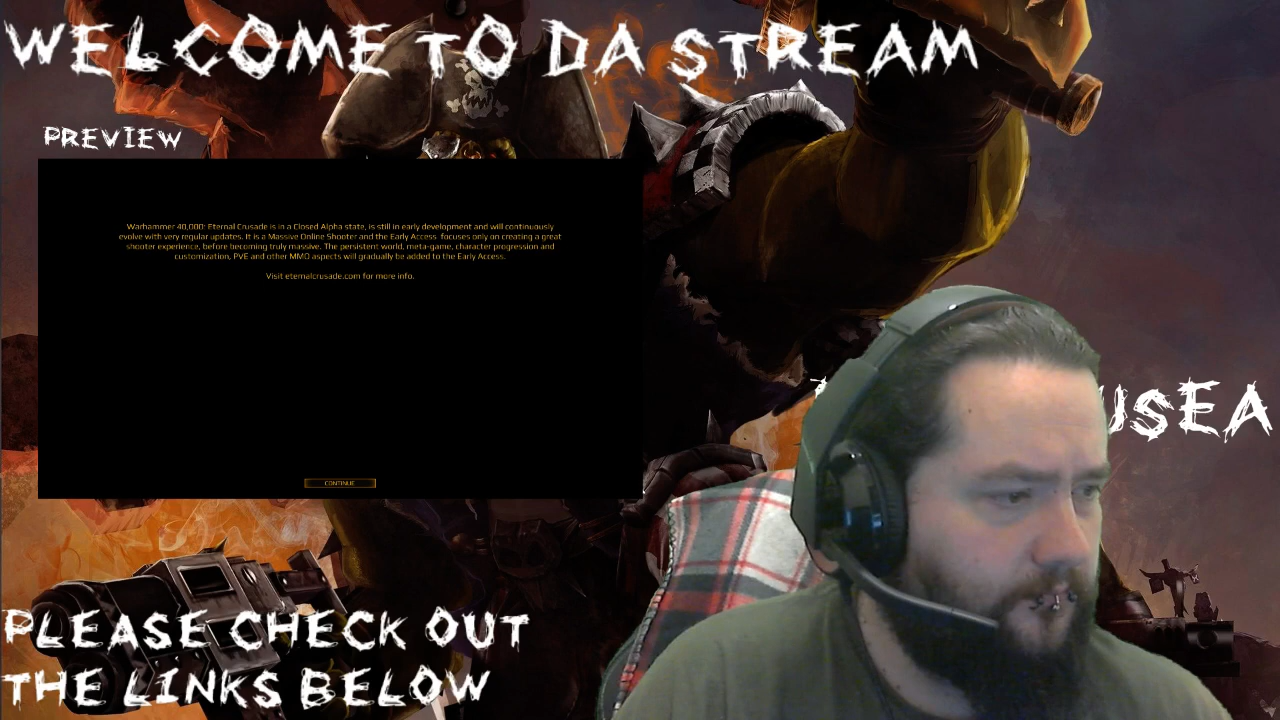 WELCOME TO DA STREAM
PREVIEW
Warhammer 40,000: Eternal Crusade is in a Closed Alpha state, is still in early development and will continuously
evolve with very regular updates. It is a Massive Online Shooter and the Early Access focuses only on creating a great
shooter experience, before becoming truly massive. The persistent world, meta-game, character progression and
customization, PVE and other MMO aspects will gradually be added to the Early Access.
Visit eternalcrusade.com for more info.
CONTINUE
PLEASE CHECK OUT
THE LINKS BELOW